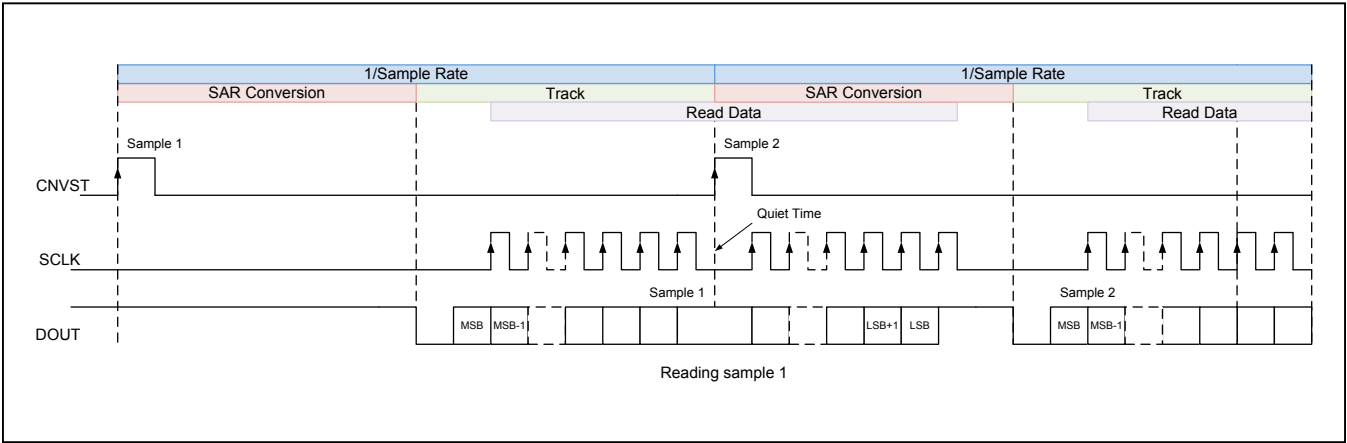 1/Sample Rate 1/Sample Rate
SAR Conversion Track SAR Conversion Track
Read Data Read Data
Sample 1 Sample 2
CNVST
Quiet Time
SCLK
Sample 1 Sample 2
DOUT MSB MSB-1 LSB+1 LSB MSB MSB-1
Reading sample 1